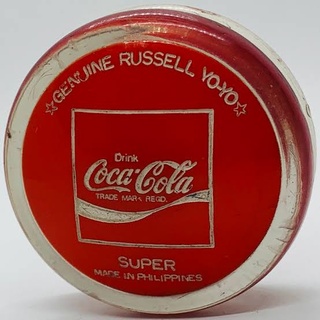 ☆GENUINE RUSSELL YO-YO☆
Drink
Coca-Cola
TRADE MARK REGD.
SUPER
MADE IN PHILIPPINES